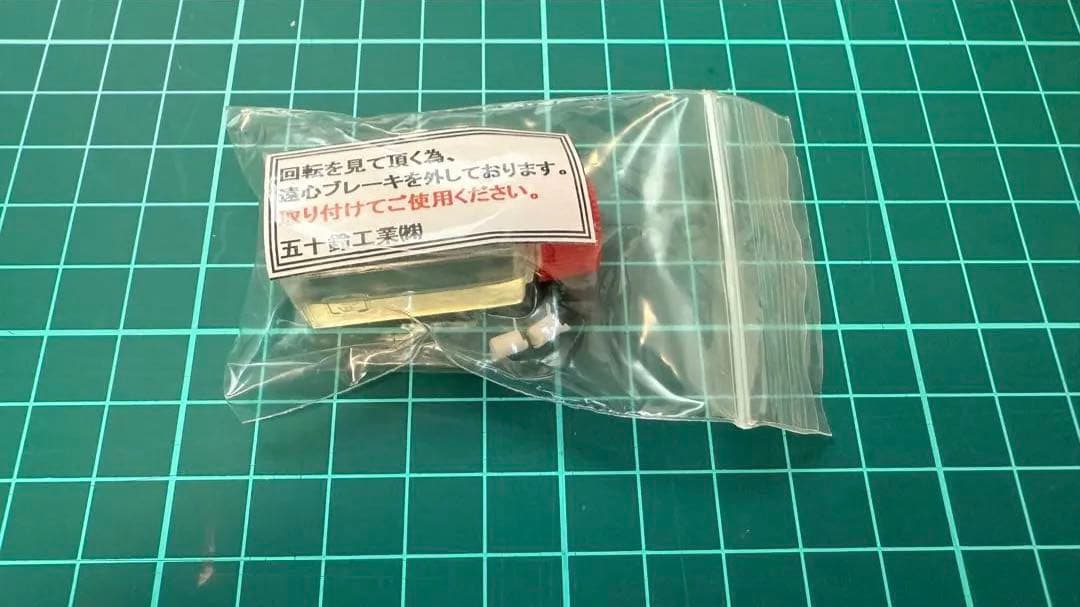 回転を見て頂く為、
遠心ブレーキを外しております。
取り付けてご使用ください。
五十鈴工業㈱